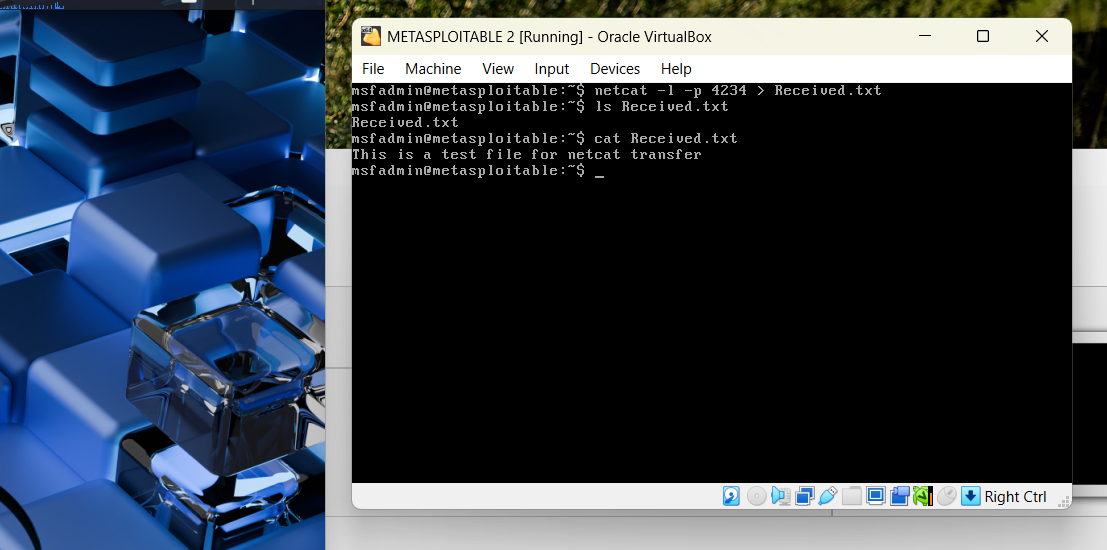 METASPLOITABLE 2 [Running] - Oracle VirtualBox
File Machine View Input Devices Help
msfadmin@metasploitable:~$ netcat -l -p 4234 > Received.txt
msfadmin@metasploitable:~$ ls Received.txt
Received.txt
msfadmin@metasploitable:~$ cat Received.txt
This is a test file for netcat transfer
msfadmin@metasploitable:~$ _
Right Ctrl